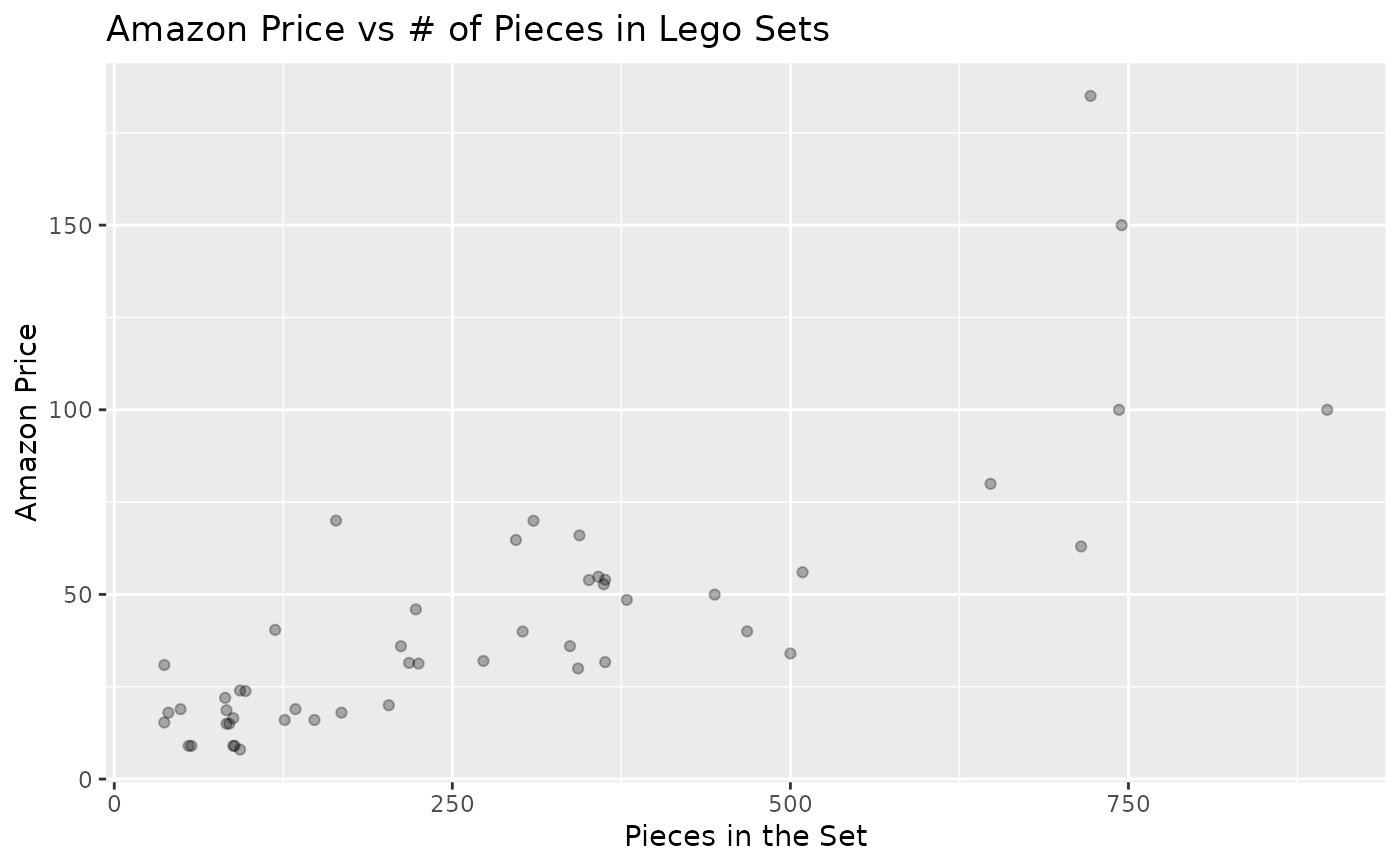 Amazon Price vs # of Pieces in Lego Sets
Amazon Price
150
100
50
0
0 250 500 750
Pieces in the Set